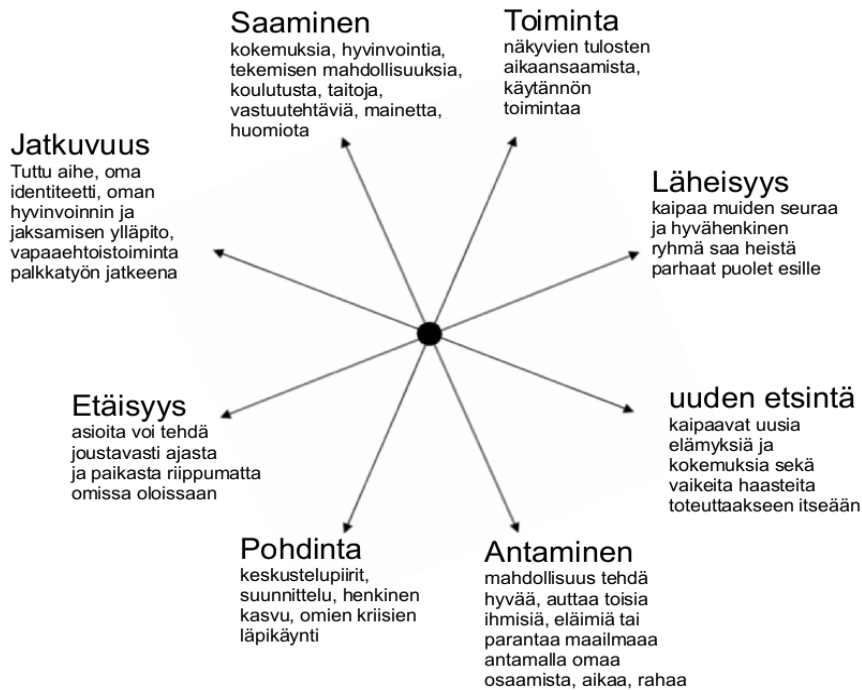 Saaminen
kokemuksia, hyvinvointia,
tekemisen mahdollisuuksia,
koulutusta, taitoja,
vastuutehtäviä, mainetta,
huomiota
Toiminta
näkyvien tulosten
aikaansaamista,
käytännön
toimintaa
Jatkuvuus
Tuttu aihe, oma
identiteetti, oman
hyvinvoinnin ja
jaksamisen ylläpito,
vapaaehtoistoiminta
palkkatyön jatkeena
Läheisyys
kaipaa muiden seuraa
ja hyvähenkinen
ryhmä saa heistä
parhaat puolet esille
Etäisyys
asioita voi tehdä
joustavasti ajasta
ja paikasta riippumatta
omissa oloissaan
uuden etsintä
kaipaavat uusia
elämyksiä ja
kokemuksia sekä
vaikeita haasteita
toteuttaakseen itseään
Pohdinta
keskustelupiirit,
suunnittelu, henkinen
kasvu, omien kriisien
läpikäynti
Antaminen
mahdollisuus tehdä
hyvää, auttaa toisia
ihmisiä, eläimiä tai
parantaa maailmaaa
antamalla omaa
osaamista, aikaa, rahaa